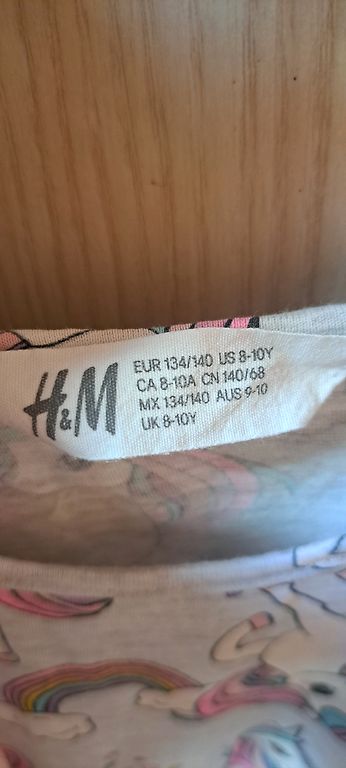 H&M
EUR 134/140 US 8-10Y
CA 8-10A CN 140/68
MX 134/140 AUS 9-10
UK 8-10Y